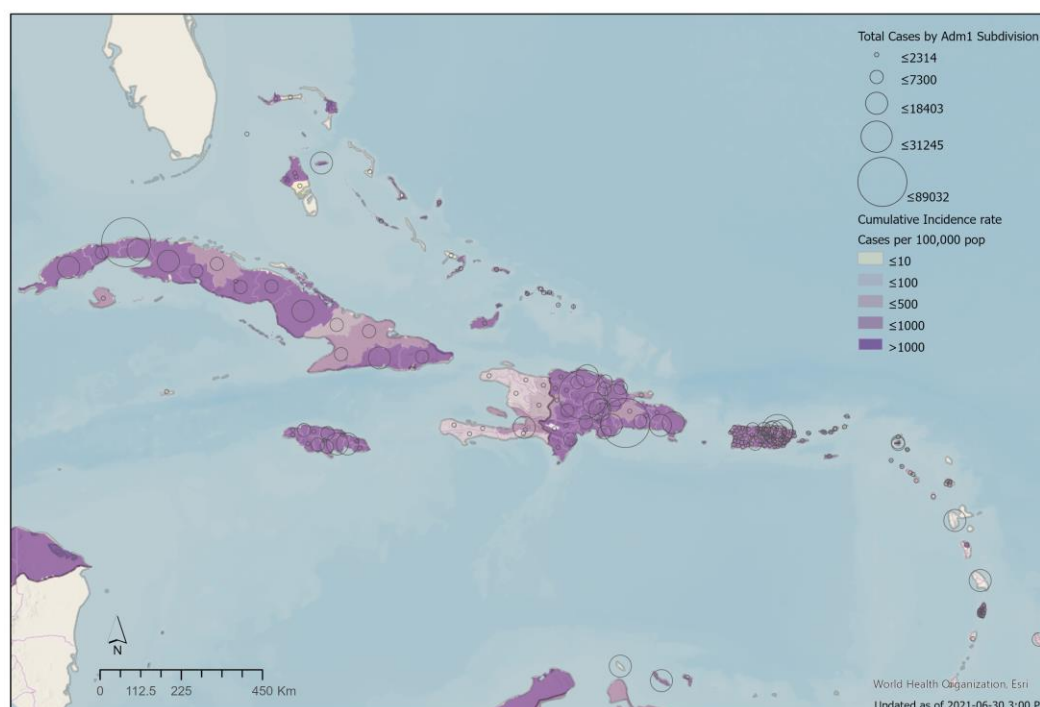 Total Cases by Adm1 Subdivision
≤2314
≤7300
≤18403
≤31245
≤89032
Cumulative Incidence rate
Cases per 100,000 pop
≤10
≤100
≤500
≤1000
>1000
N
0 112.5 225 450 Km
World Health Organization, Esri
Updated as of 2021-06-30 3:00 P